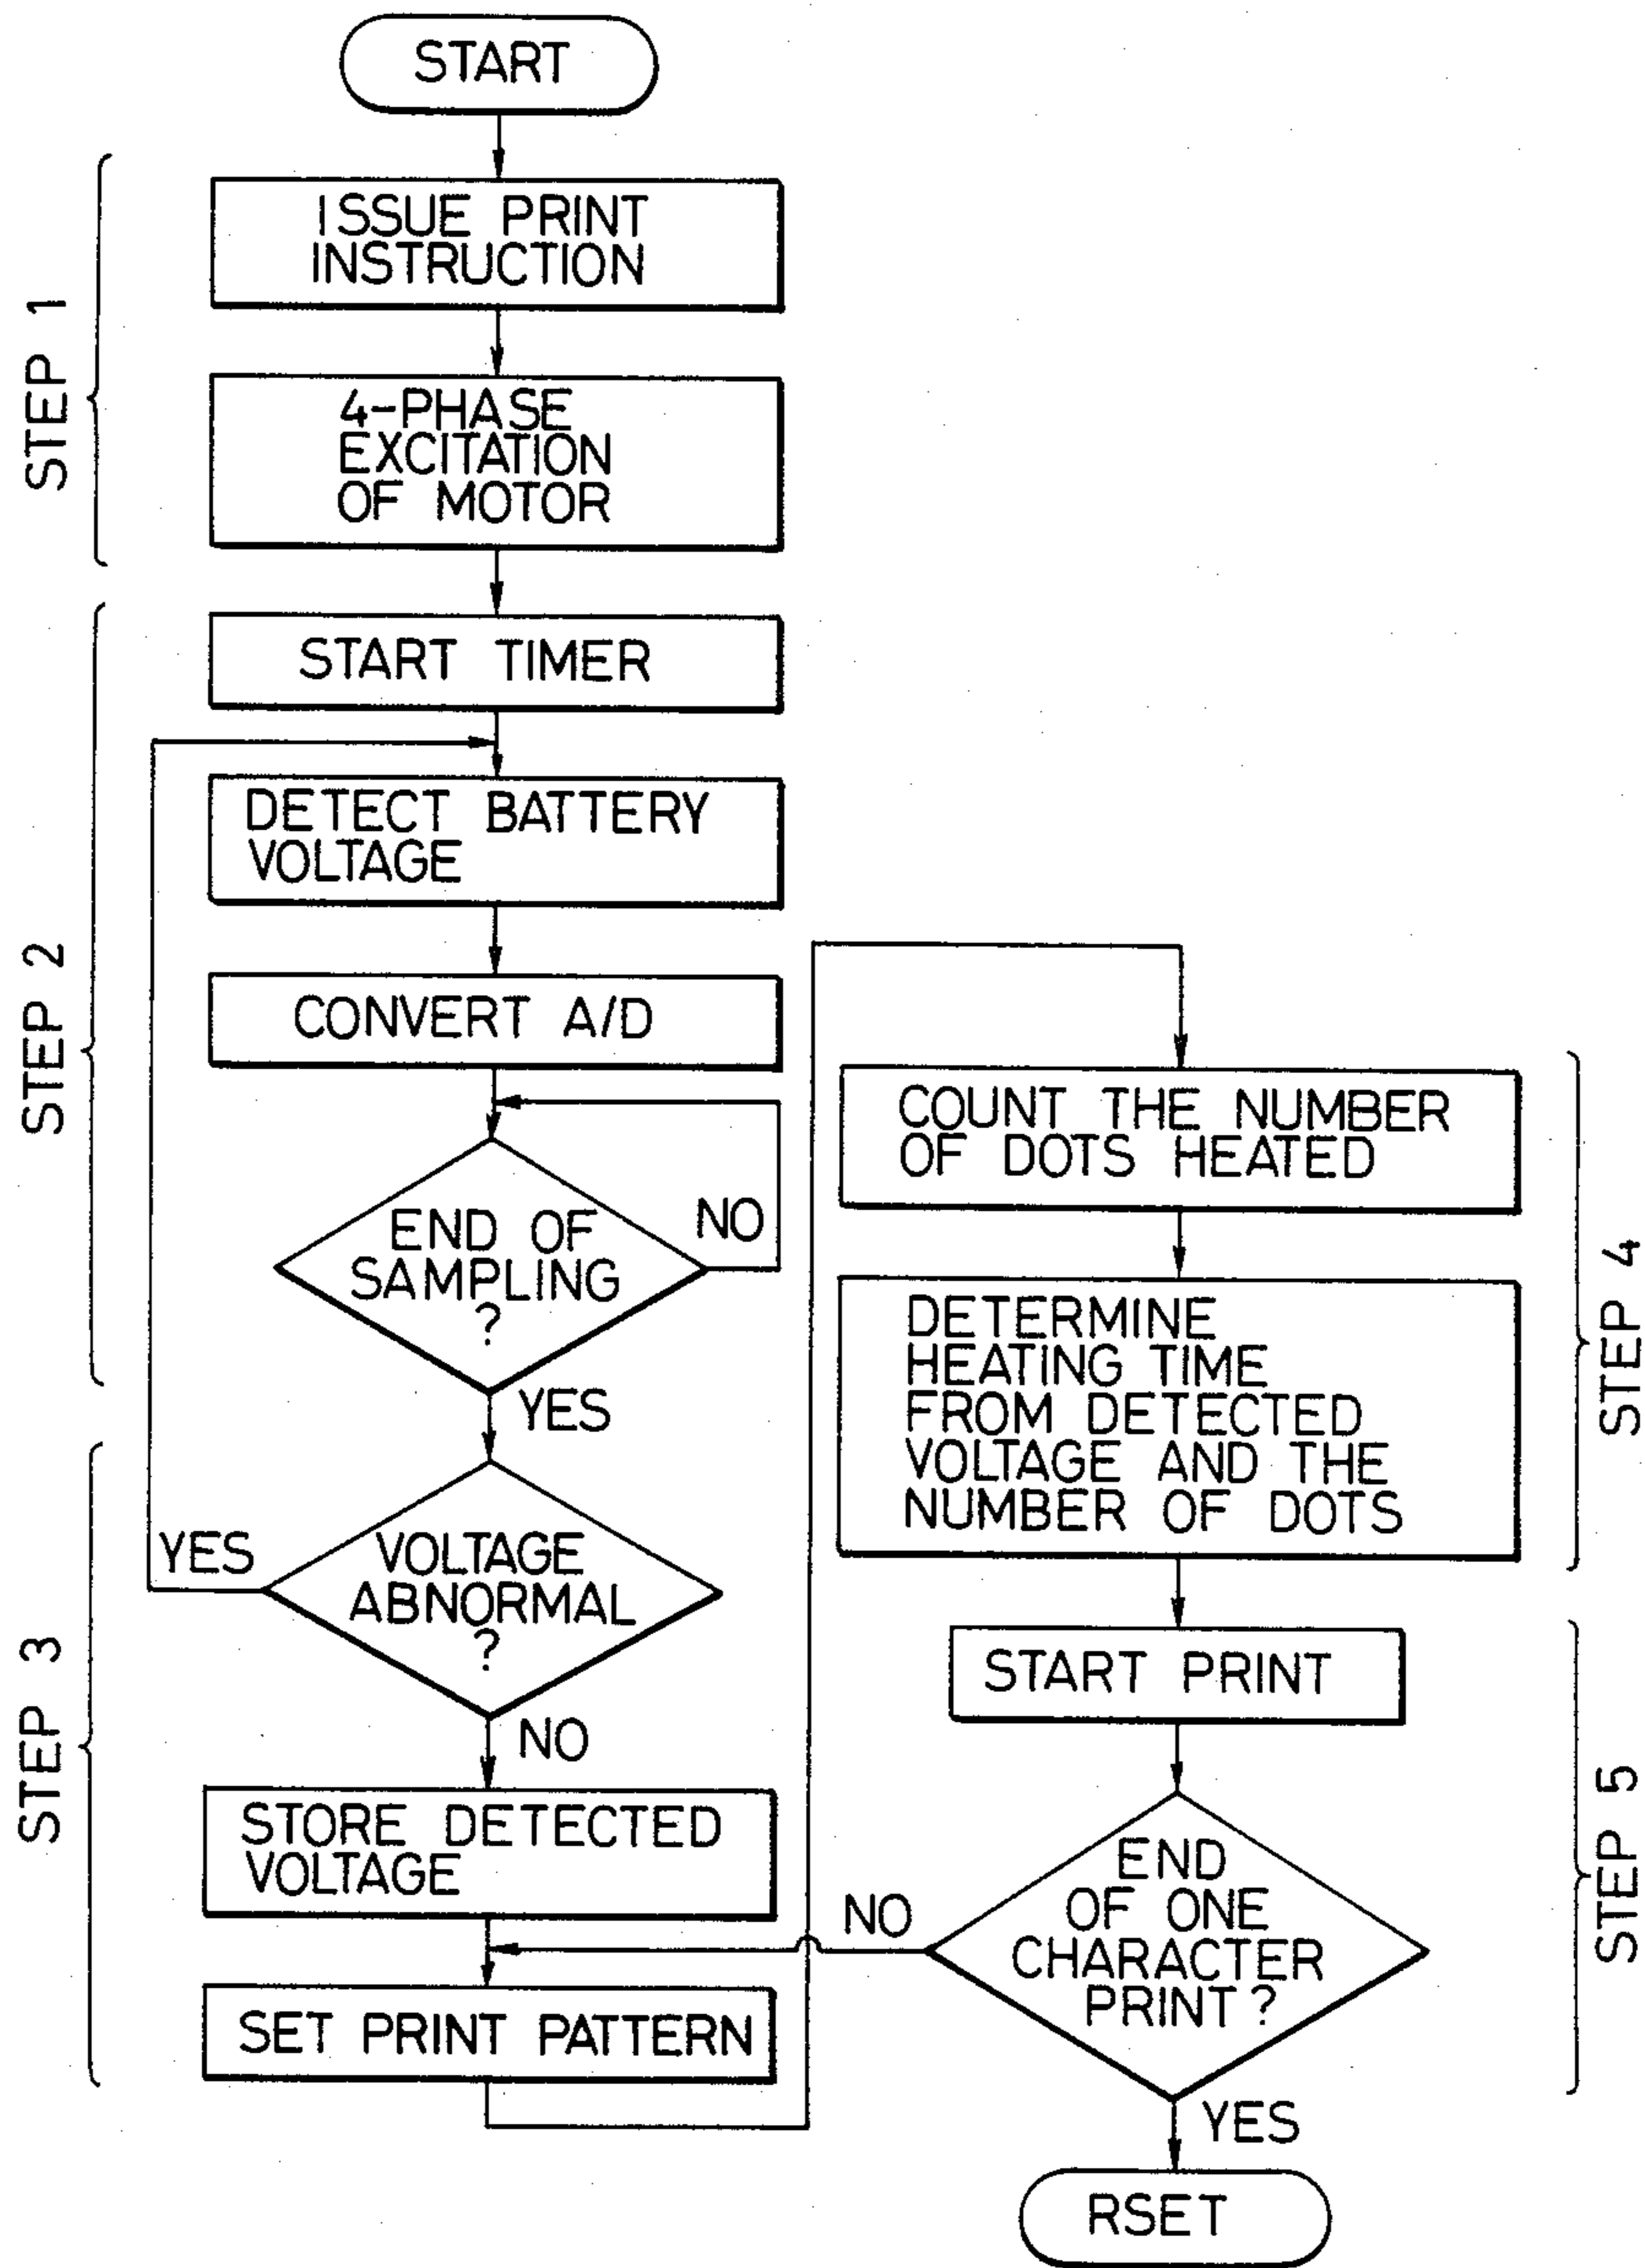 START
STEP 1
ISSUE PRINT
INSTRUCTION
4-PHASE
EXCITATION
OF MOTOR
STEP 2
START TIMER
DETECT BATTERY
VOLTAGE
CONVERT A/D
END OF
SAMPLING
?
NO
YES
STEP 3
VOLTAGE
ABNORMAL
?
YES
NO
STORE DETECTED
VOLTAGE
SET PRINT PATTERN
STEP 4
COUNT THE NUMBER
OF DOTS HEATED
DETERMINE
HEATING TIME
FROM DETECTED
VOLTAGE AND THE
NUMBER OF DOTS
STEP 5
START PRINT
END
OF ONE
CHARACTER
PRINT?
NO
YES
RSET